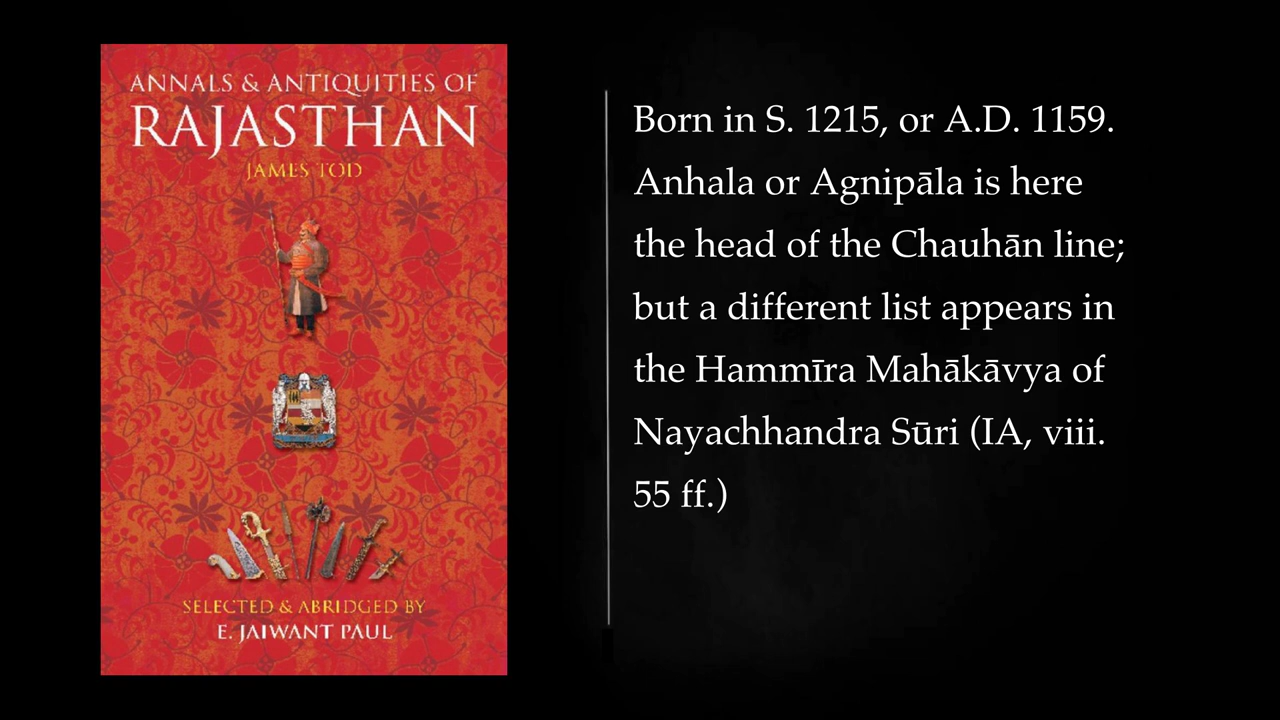 ANNALS & ANTIQUITIES OF
RAJASTHAN
JAMES TOD
SELECTED & ABRIDGED BY
E. JAIWANT PAUL
Born in S. 1215, or A.D. 1159.
Anhala or Agnipāla is here
the head of the Chauhān line;
but a different list appears in
the Hammīra Mahākāvya of
Nayachhandra Sūri (IA, viii.
55 ff.)